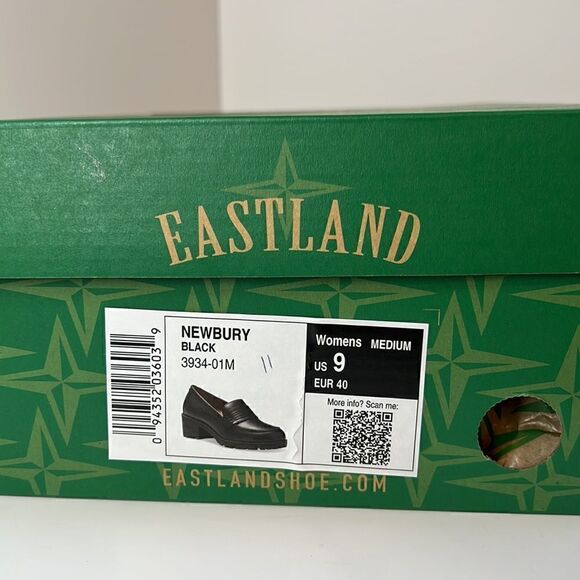 EASTLAND
NEWBURY
BLACK
3934-01M
11
Womens MEDIUM
US 9
EUR 40
More info? Scan me:
0 94352 03603 9
EASTLANDSHOE.COM